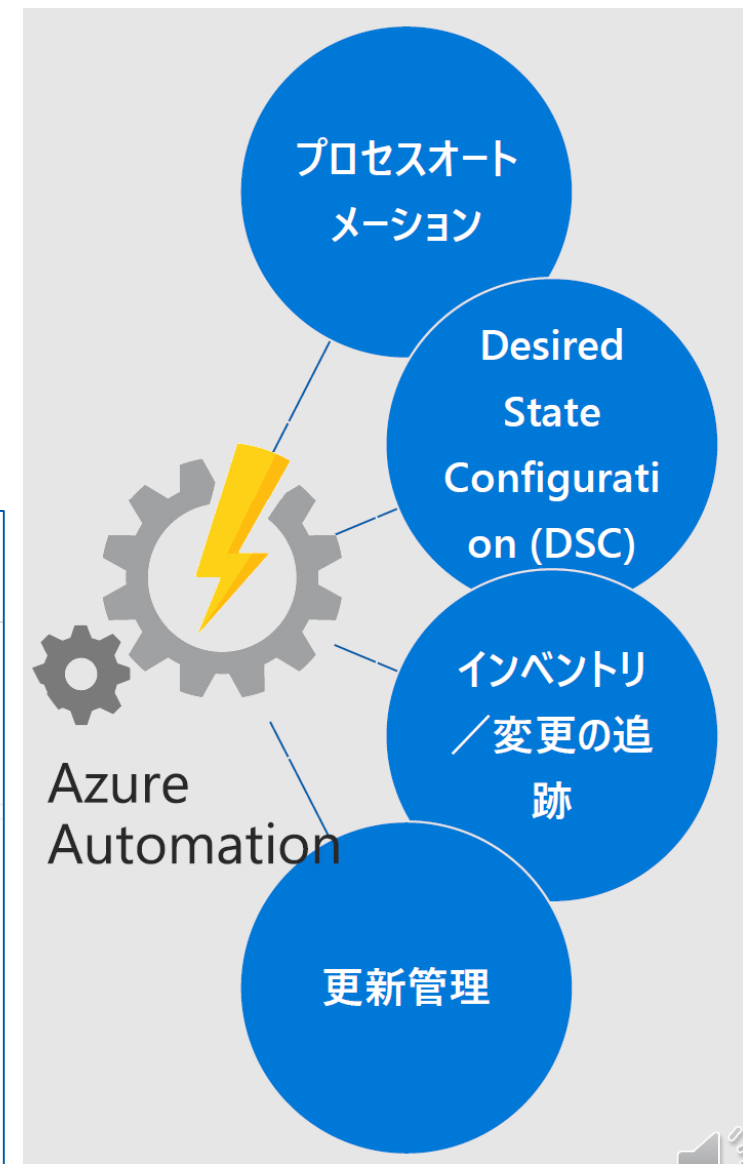 プロセスオート
メーション
Desired
State
Configurati
on (DSC)
インベントリ
／変更の追
跡
Azure
Automation
更新管理